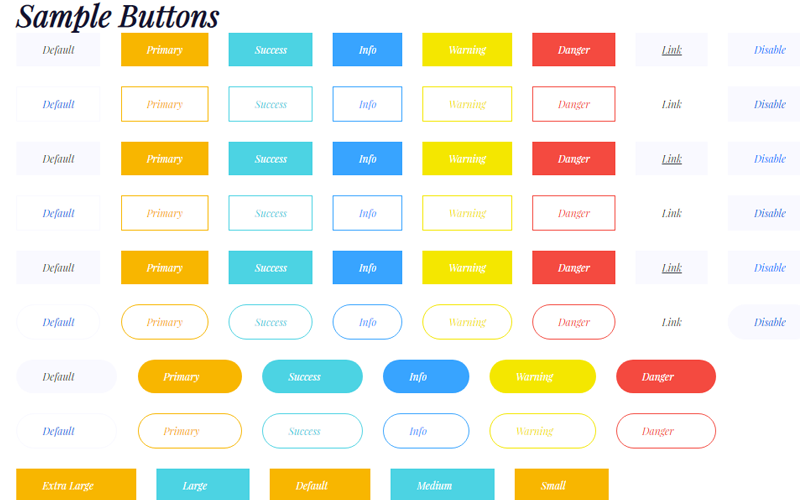 Sample Buttons
Default Primary Success Info Warning Danger Link Disable
Default Primary Success Info Warning Danger Link Disable
Default Primary Success Info Warning Danger Link Disable
Default Primary Success Info Warning Danger Link Disable
Default Primary Success Info Warning Danger Link Disable
Default Primary Success Info Warning Danger Link Disable
Default Primary Success Info Warning Danger
Default Primary Success Info Warning Danger
Extra Large Large Default Medium Small